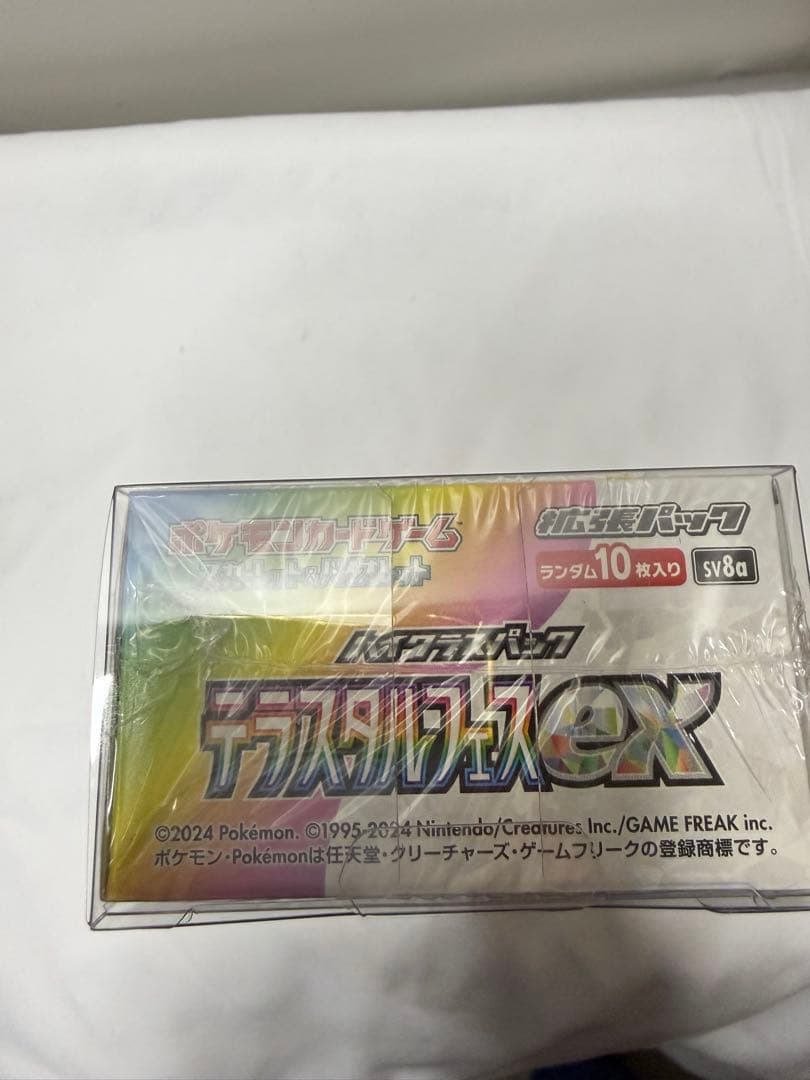 ポケモンカードゲーム
スカーレット&バイオレット
拡張パック
ランダム10枚入り
SV8a
ハイクラスパック
テラスタルフェスex
©2024 Pokémon. ©1995-2024 Nintendo/Creatures Inc./GAME FREAK inc.
ポケモン・Pokémonは任天堂・クリーチャーズ・ゲームフリークの登録商標です。